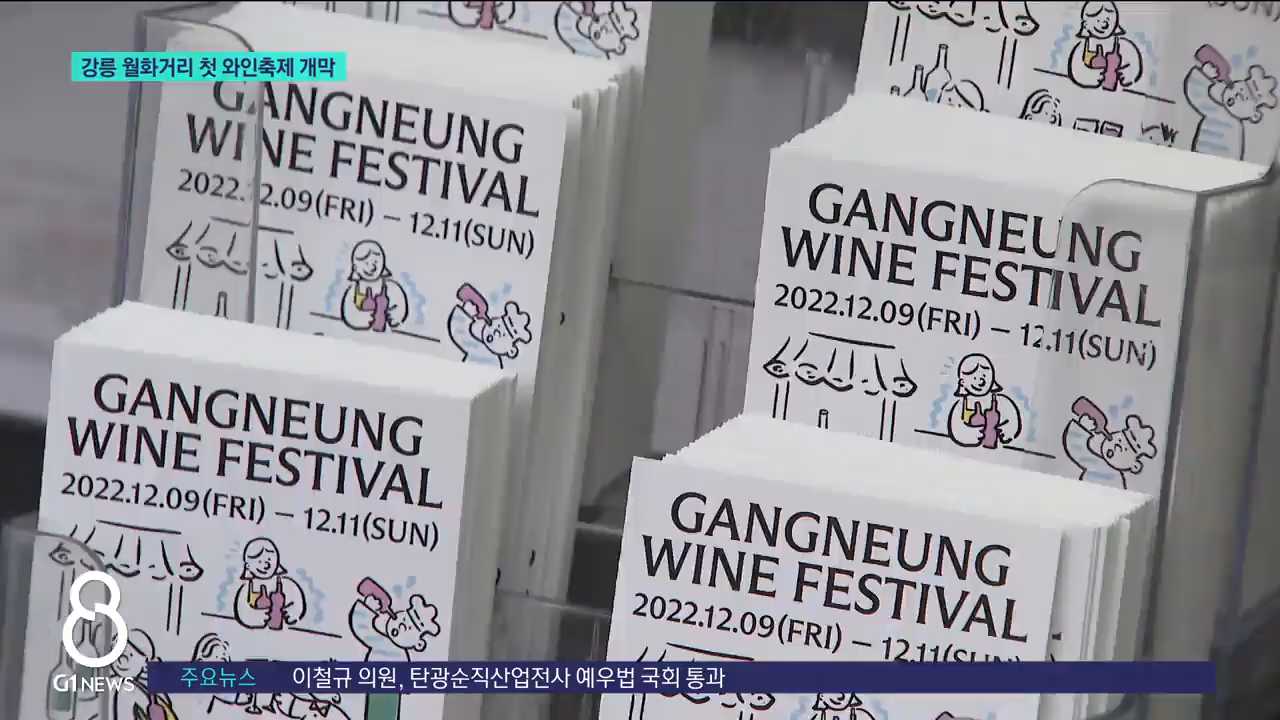 강릉 월화거리 첫 와인축제 개막
GANGNEUNG
WINE FESTIVAL
2022.12.09(FRI) – 12.11(SUN)
GANGNEUNG
WINE FESTIVAL
2022.12.09(FRI) – 12.11(SUN)
GANGNEUNG
WINE FESTIVAL
2022.12.09(FRI) – 12.11(SUN)
GANGNEUNG
WINE FESTIVAL
2022.12.09(FRI) – 12.11(SUN)
8
G1 NEWS
주요뉴스 이철규 의원, 탄광순직산업전사 예우법 국회 통과